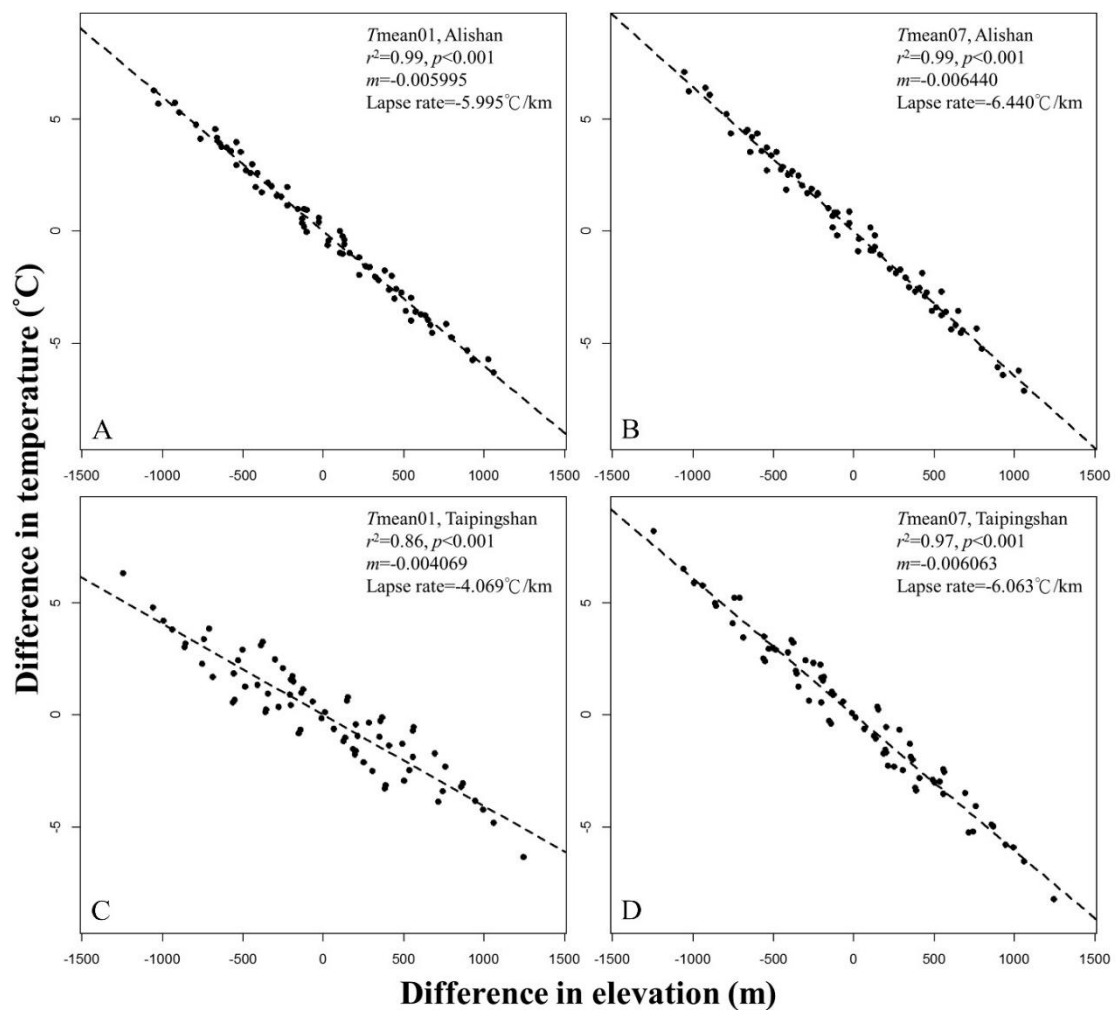 Difference in temperature (°C)
Tmean01, Alishan
r²=0.99, p<0.001
m=-0.005995
Lapse rate=-5.995℃/km
5
0
-5
A
-1500 -1000 -500 0 500 1000 1500
Tmean07, Alishan
r²=0.99, p<0.001
m=-0.006440
Lapse rate=-6.440℃/km
5
0
-5
B
-1500 -1000 -500 0 500 1000 1500
Tmean01, Taipingshan
r²=0.86, p<0.001
m=-0.004069
Lapse rate=-4.069℃/km
5
0
-5
C
-1500 -1000 -500 0 500 1000 1500
Tmean07, Taipingshan
r²=0.97, p<0.001
m=-0.006063
Lapse rate=-6.063℃/km
5
0
-5
D
-1500 -1000 -500 0 500 1000 1500
Difference in elevation (m)